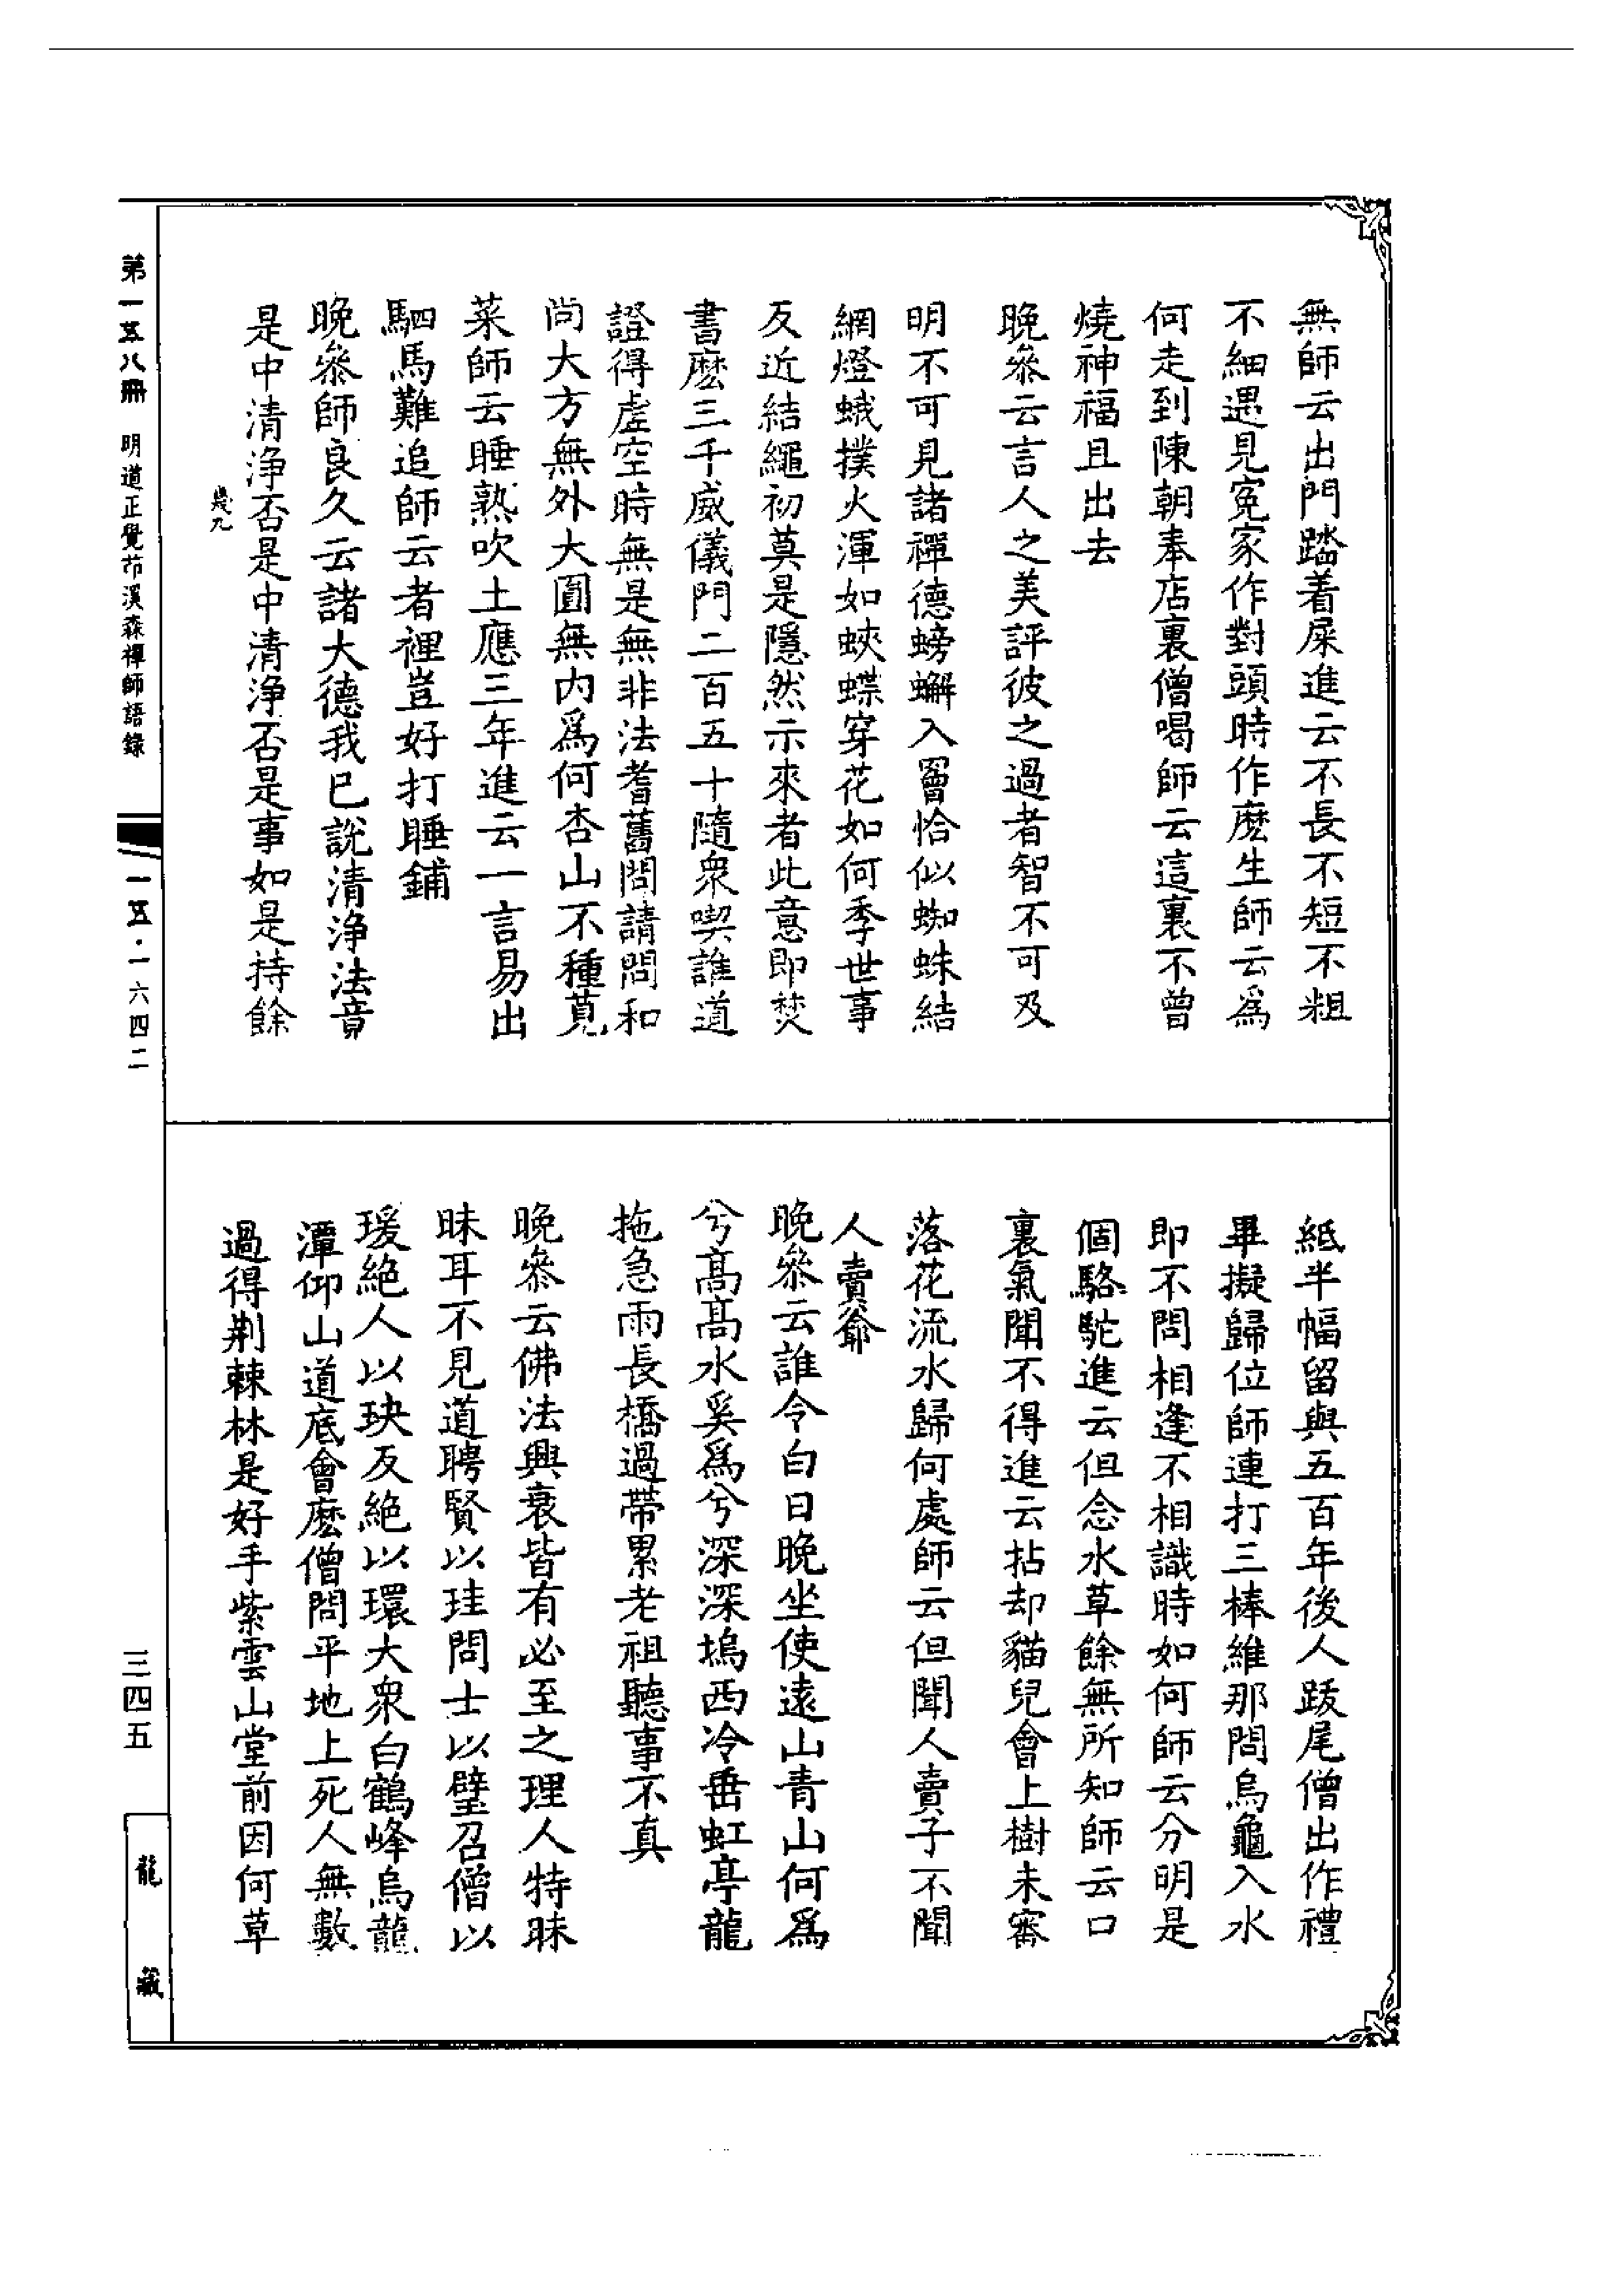 無師云出門踏着屎進云不長不短不粗
不細遇見寃家作對頭時作麽生師云爲
何走到陳朝奉店裏僧喝師云這裏不曾
燒神福且出去
晚叅云言人之美評彼之過者智不可及
明不可見諸禪德螃蠏入罾恰似蜘蛛結
網燈蛾撲火渾如蛺蝶穿花如何季世事
反近結繩初莫是隱然示來者此意即焚
書麽三千威儀門二百五十隨衆喫誰道
證得虛空時無是無非法耆舊問請問和
尚大方無外大圓無内爲何杏山不種莧
菜師云睡熟吹土應三年進云一言易出
駟馬難追師云者裡豈好打睡鋪
晚叅師良久云諸大德我已說清净法音
是中清净否是中清净否是事如是持餘
幾九
紙半幅留與五百年後人跋尾僧出作禮
畢擬歸位師連打三棒維那問烏龜入水
即不問相逢不相識時如何師云分明是
個駱駝進云但念水草餘無所知師云口
裏氣聞不得進云拈却貓兒會上樹未審
落花流水歸何處師云但聞人賣子不聞
人賣爺
晚叅云誰令白日晚坐使遠山青山何爲
兮髙髙水奚爲兮深深塢西冷垂虹亭龍
拖急雨長橋過帶累老祖聽事不真
晚叅云佛法興衰皆有必至之理人特昧
昧耳不見道聘賢以珪問士以璧召僧以
瑗絶人以玦反絶以環大衆白鶴峰烏龍
潭仰山道底會麽僧問平地上死人無數
過得荆棘林是好手紫雲山堂前因何草
第一五八冊 明道正覺茚溪森禪師語錄
一五·一六四二
三四五
龍藏